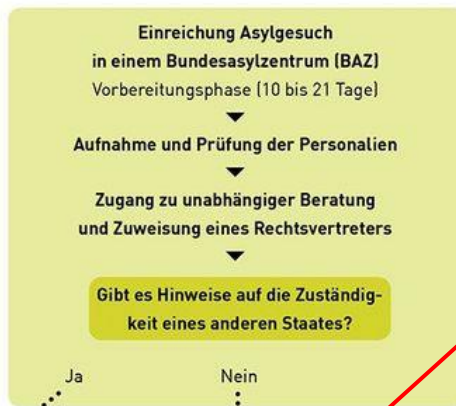 Einreichung Asylgesuch
in einem Bundesasylzentrum (BAZ)
Vorbereitungsphase (10 bis 21 Tage)
Aufnahme und Prüfung der Personalien
Zugang zu unabhängiger Beratung
und Zuweisung eines Rechtsvertreters
Gibt es Hinweise auf die Zuständig-
keit eines anderen Staates?
Ja Nein